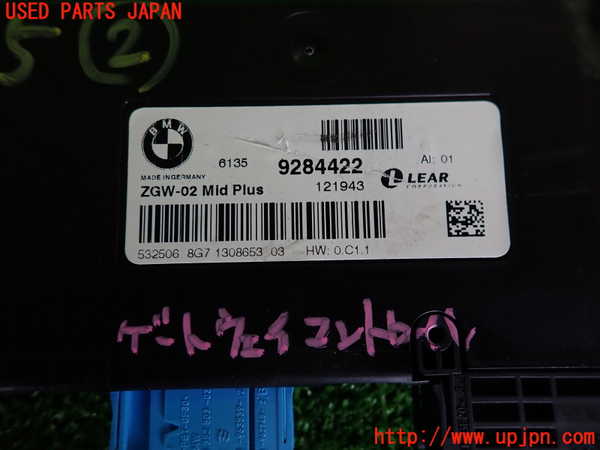 USED PARTS JAPAN
5 (2)
BMW
6135 9284422 AI: 01
MADE IN GERMANY
ZGW-02 Mid Plus 121943 LEAR
CORPORATION
532506 8G7 1308653 03 HW: 0.C1.1
ゲートウェイコントロール
http://www.upjpn.com